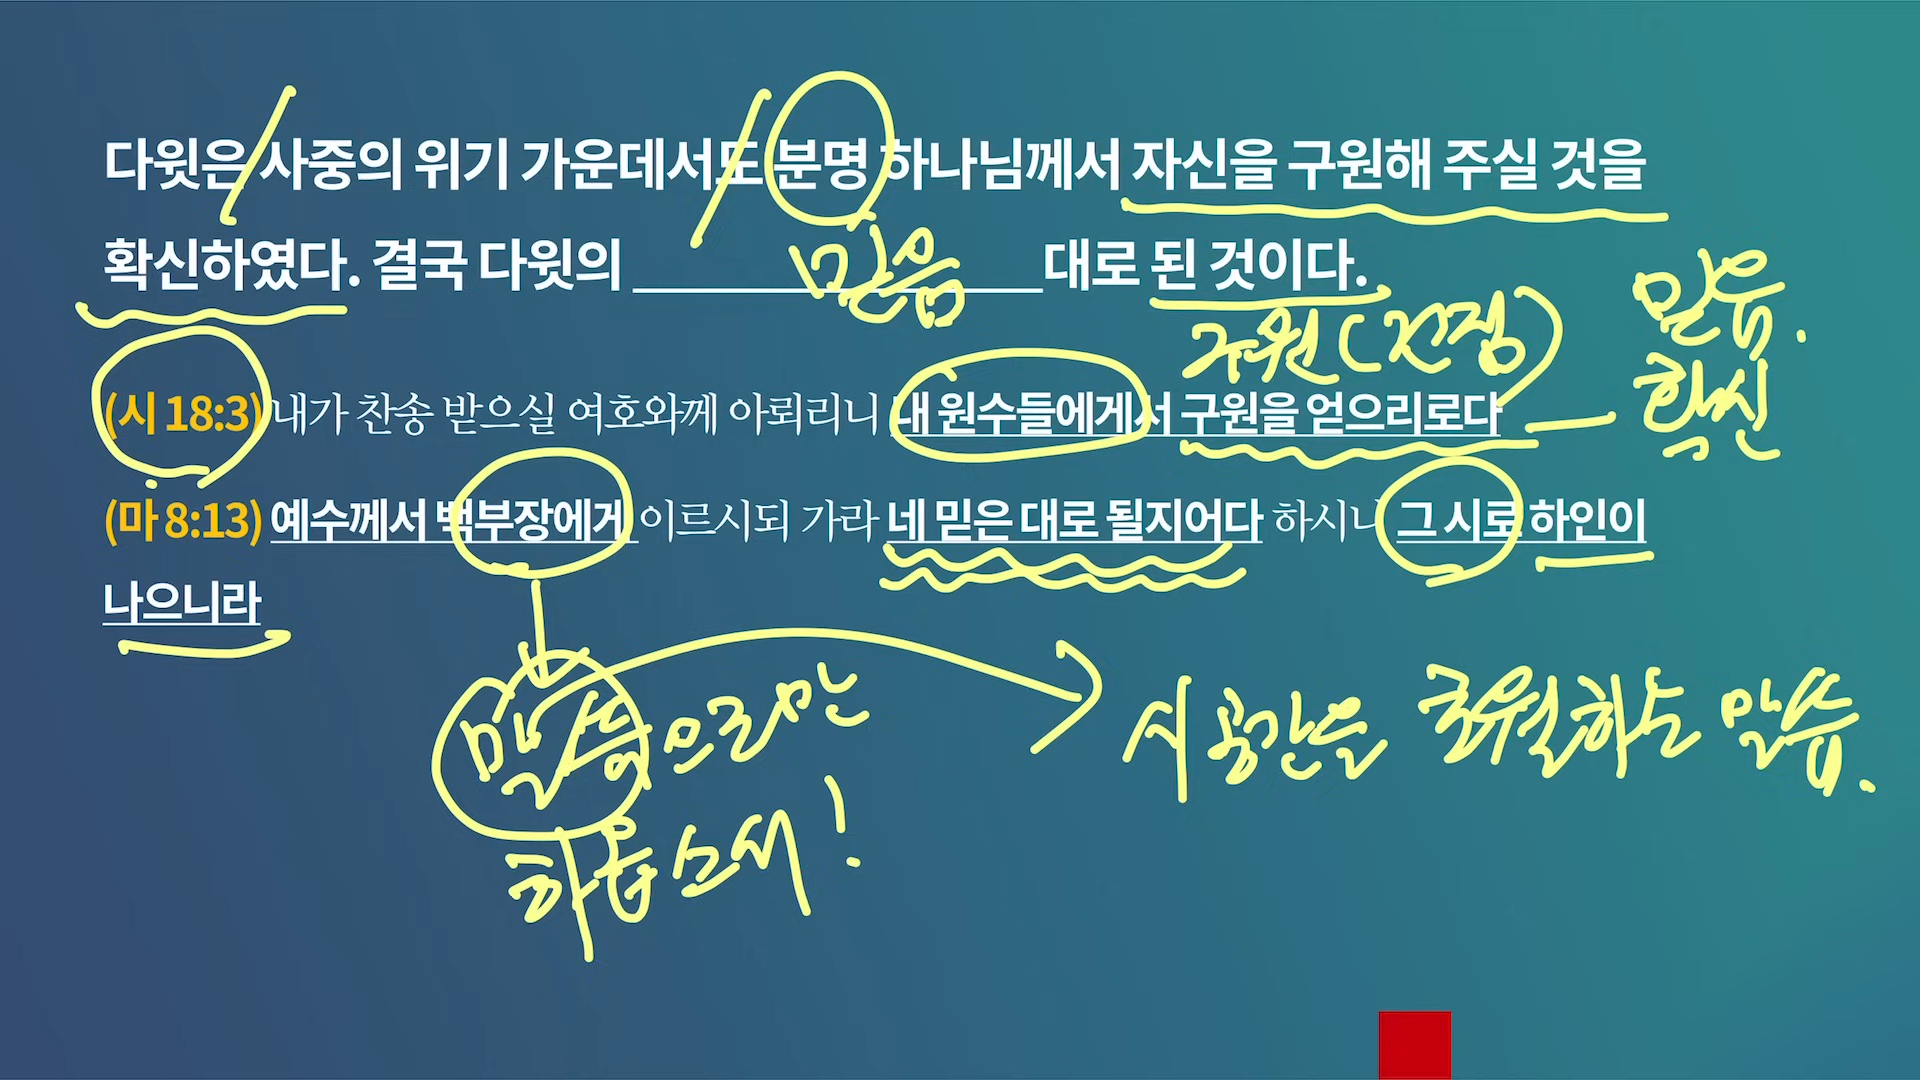 다윗은 사중의 위기 가운데서도 분명 하나님께서 자신을 구원해 주실 것을
확신하였다. 결국 다윗의 믿음 대로 된 것이다.
믿음.
구원(전쟁)
확신
(시 18:3) 내가 찬송 받으실 여호와께 아뢰리니 내 원수들에게서 구원을 얻으리로다
(마 8:13) 예수께서 백부장에게 이르시되 가라 네 믿은 대로 될지어다 하시니 그 시로 하인이
나으니라
말씀으로만
하옵소서!
시공간을 초월하는 말씀.